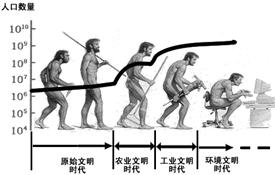 人口数量
10¹⁰
10⁹
10⁸
10⁷
10⁶
10⁵
10⁴
原始文明
时代
农业文明
时代
工业文明
时代
环境文明
时代